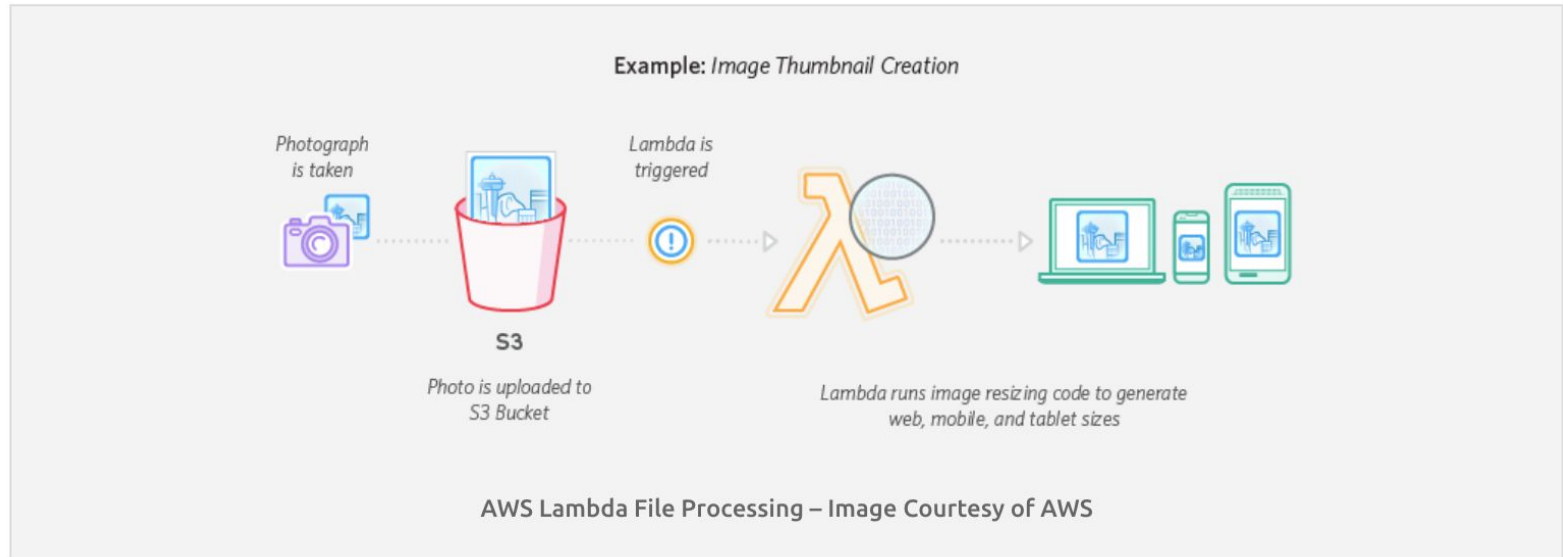 Example: Image Thumbnail Creation
Photograph
is taken
Lambda is
triggered
S3
Photo is uploaded to
S3 Bucket
Lambda runs image resizing code to generate
web, mobile, and tablet sizes
AWS Lambda File Processing – Image Courtesy of AWS